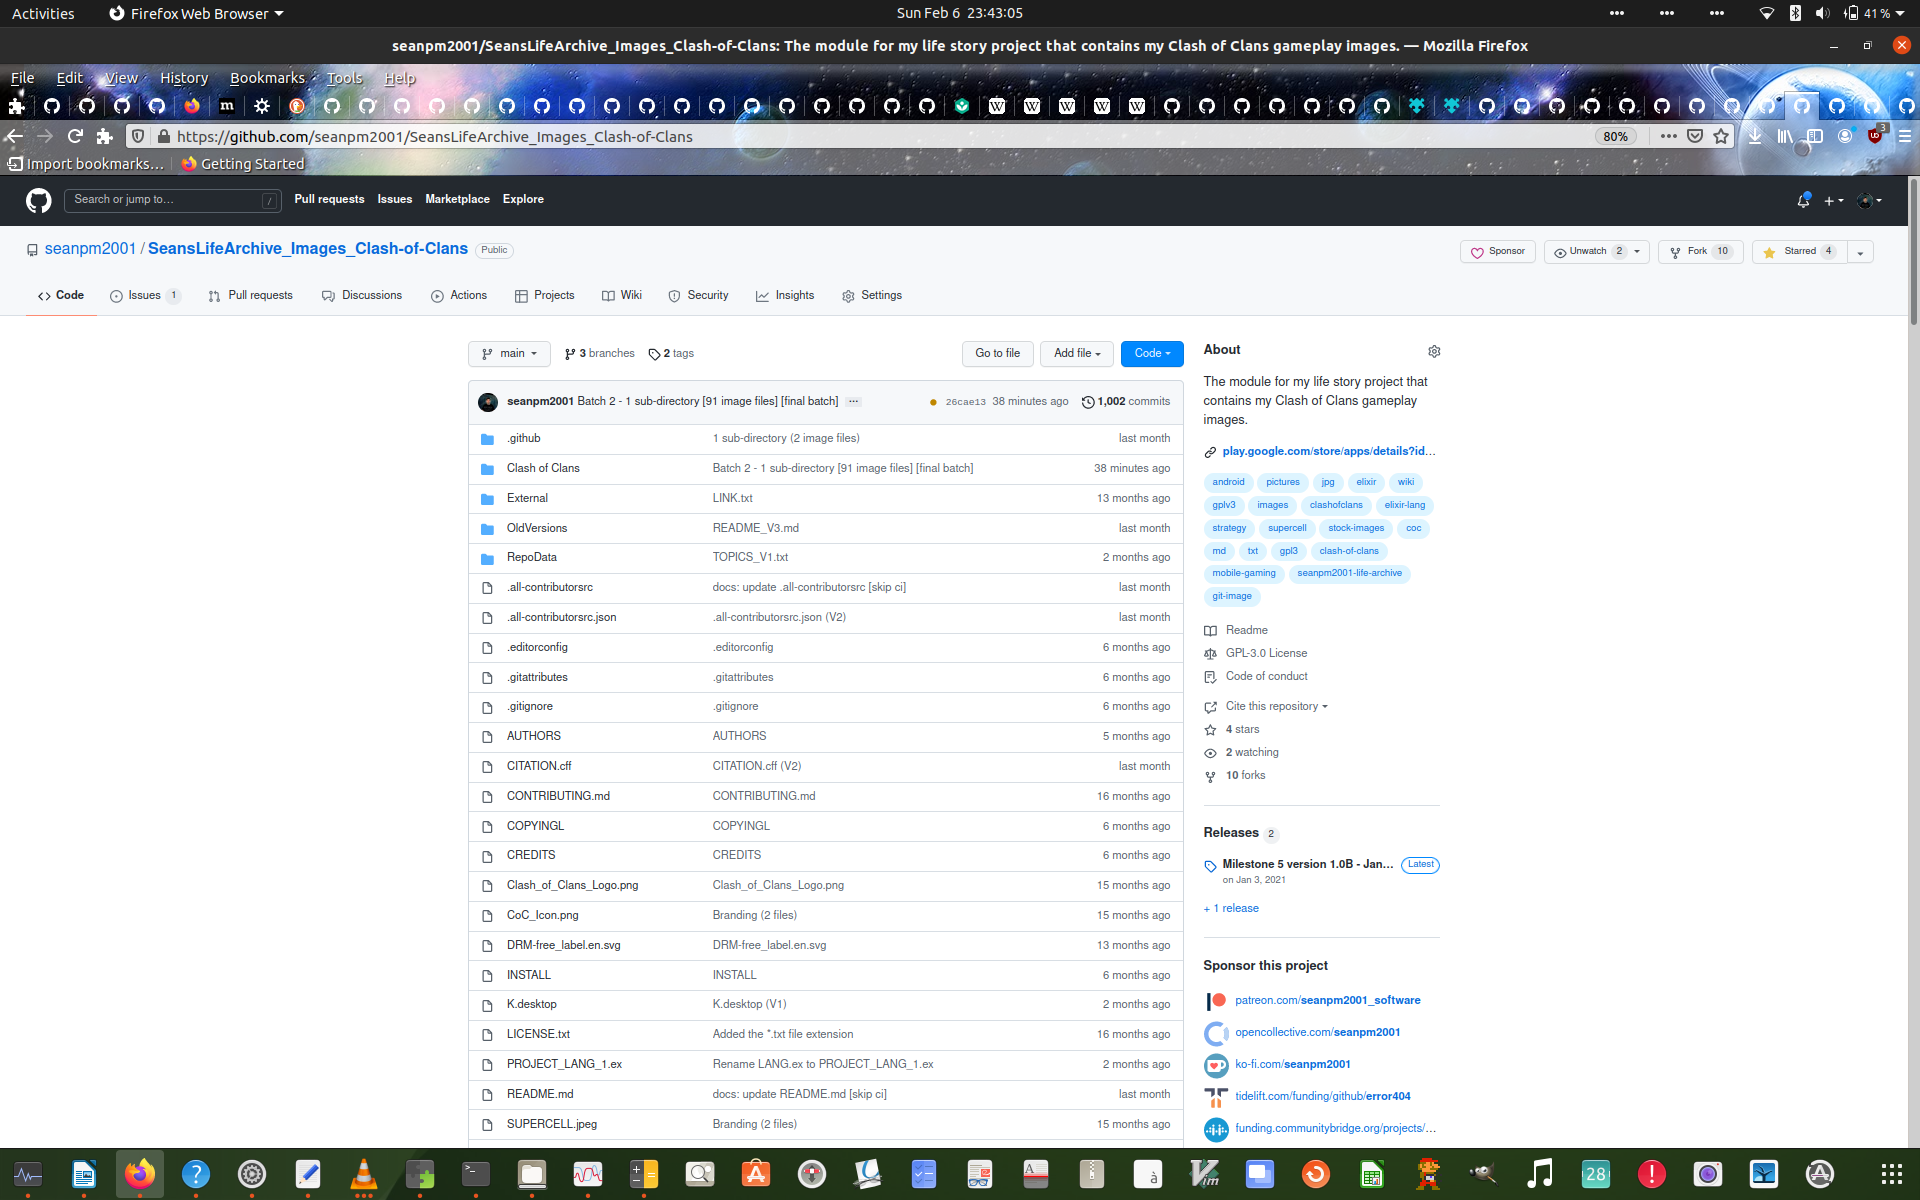 Activities
Firefox Web Browser
Sun Feb 6 23:43:05
41 %
seanpm2001/SeansLifeArchive_Images_Clash-of-Clans: The module for my life story project that contains my Clash of Clans gameplay images. — Mozilla Firefox
File Edit View History Bookmarks Tools Help
https://github.com/seanpm2001/SeansLifeArchive_Images_Clash-of-Clans
80%
3
Import bookmarks…
Getting Started
Search or jump to…
/
Pull requests Issues Marketplace Explore
seanpm2001 / SeansLifeArchive_Images_Clash-of-Clans
Public
Sponsor
Unwatch 2
Fork 10
Starred 4
Code
Issues 1
Pull requests
Discussions
Actions
Projects
Wiki
Security
Insights
Settings
main
3 branches
2 tags
Go to file
Add file
Code
seanpm2001 Batch 2 - 1 sub-directory [91 image files] [final batch] ...
26cae13 38 minutes ago
1,002 commits
.github 1 sub-directory (2 image files) last month
Clash of Clans Batch 2 - 1 sub-directory [91 image files] [final batch] 38 minutes ago
External LINK.txt 13 months ago
OldVersions README_V3.md last month
RepoData TOPICS_V1.txt 2 months ago
.all-contributorsrc docs: update .all-contributorsrc [skip ci] last month
.all-contributorsrc.json .all-contributorsrc.json (V2) last month
.editorconfig .editorconfig 6 months ago
.gitattributes .gitattributes 6 months ago
.gitignore .gitignore 6 months ago
AUTHORS AUTHORS 5 months ago
CITATION.cff CITATION.cff (V2) last month
CONTRIBUTING.md CONTRIBUTING.md 16 months ago
COPYINGL COPYINGL 6 months ago
CREDITS CREDITS 6 months ago
Clash_of_Clans_Logo.png Clash_of_Clans_Logo.png 15 months ago
CoC_Icon.png Branding (2 files) 15 months ago
DRM-free_label.en.svg DRM-free_label.en.svg 13 months ago
INSTALL INSTALL 6 months ago
K.desktop K.desktop (V1) 2 months ago
LICENSE.txt Added the *.txt file extension 16 months ago
PROJECT_LANG_1.ex Rename LANG.ex to PROJECT_LANG_1.ex 2 months ago
README.md docs: update README.md [skip ci] last month
SUPERCELL.jpeg Branding (2 files) 15 months ago
About
The module for my life story project that
contains my Clash of Clans gameplay
images.
play.google.com/store/apps/details?id…
android pictures jpg elixir wiki
gplv3 images clashofclans elixir-lang
strategy supercell stock-images coc
md txt gpl3 clash-of-clans
mobile-gaming seanpm2001-life-archive
git-image
Readme
GPL-3.0 License
Code of conduct
Cite this repository
4 stars
2 watching
10 forks
Releases 2
Milestone 5 version 1.0B - Jan… Latest
on Jan 3, 2021
+ 1 release
Sponsor this project
patreon.com/seanpm2001_software
opencollective.com/seanpm2001
ko-fi.com/seanpm2001
tidelift.com/funding/github/error404
funding.communitybridge.org/projects/…
28